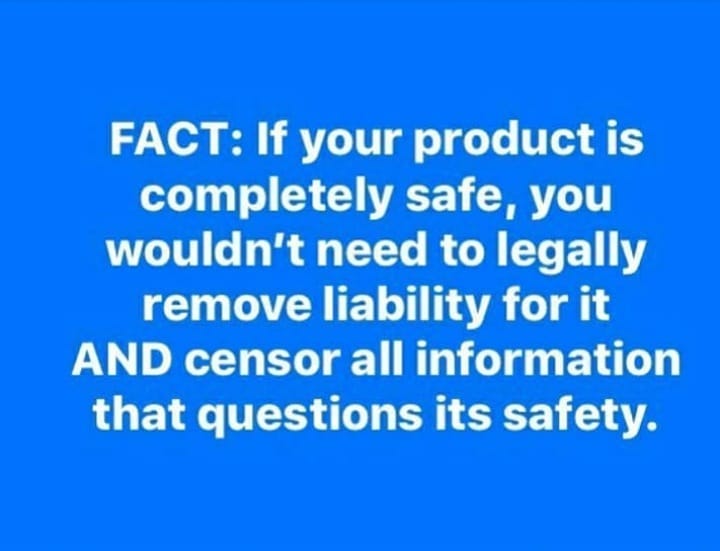 FACT: If your product is
completely safe, you
wouldn't need to legally
remove liability for it
AND censor all information
that questions its safety.